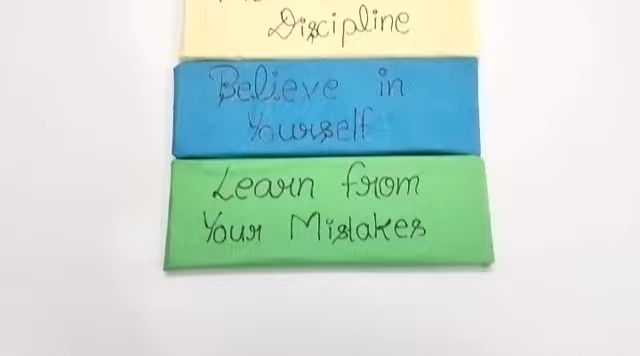 Discipline
Believe in
Yourself
Learn from
Your Mistakes